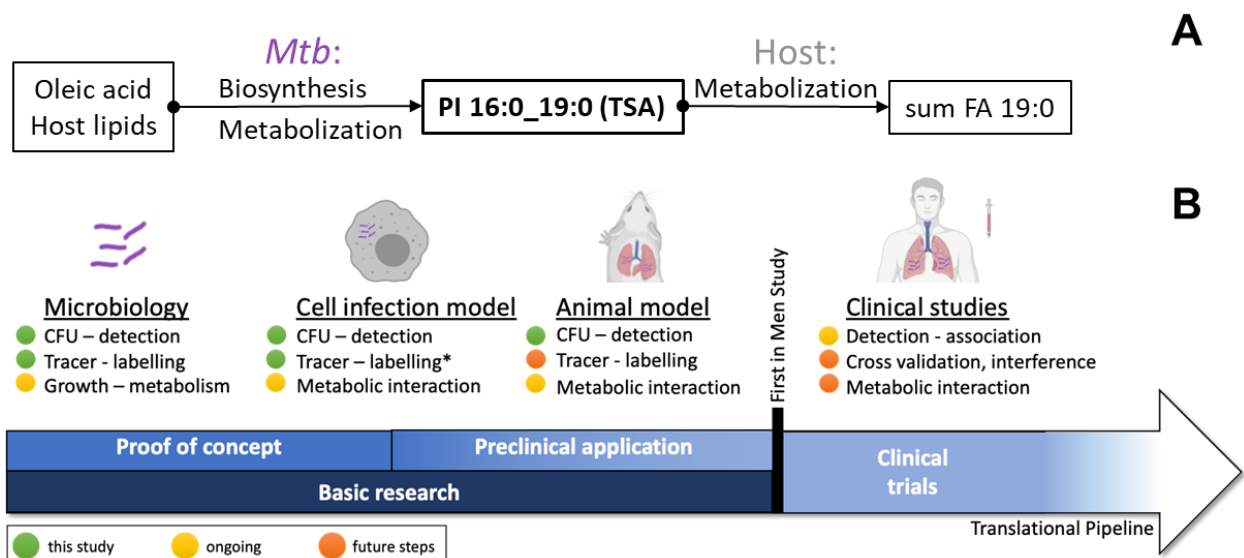 A
Mtb:
Host:
Oleic acid
Host lipids
Biosynthesis
Metabolization
PI 16:0_19:0 (TSA)
Metabolization
sum FA 19:0
B
Microbiology
CFU – detection
Tracer - labelling
Growth – metabolism
Cell infection model
CFU – detection
Tracer – labelling*
Metabolic interaction
Animal model
CFU – detection
Tracer - labelling
Metabolic interaction
First in Men Study
Clinical studies
Detection - association
Cross validation, interference
Metabolic interaction
Proof of concept
Preclinical application
Basic research
Clinical
trials
Translational Pipeline
this study
ongoing
future steps